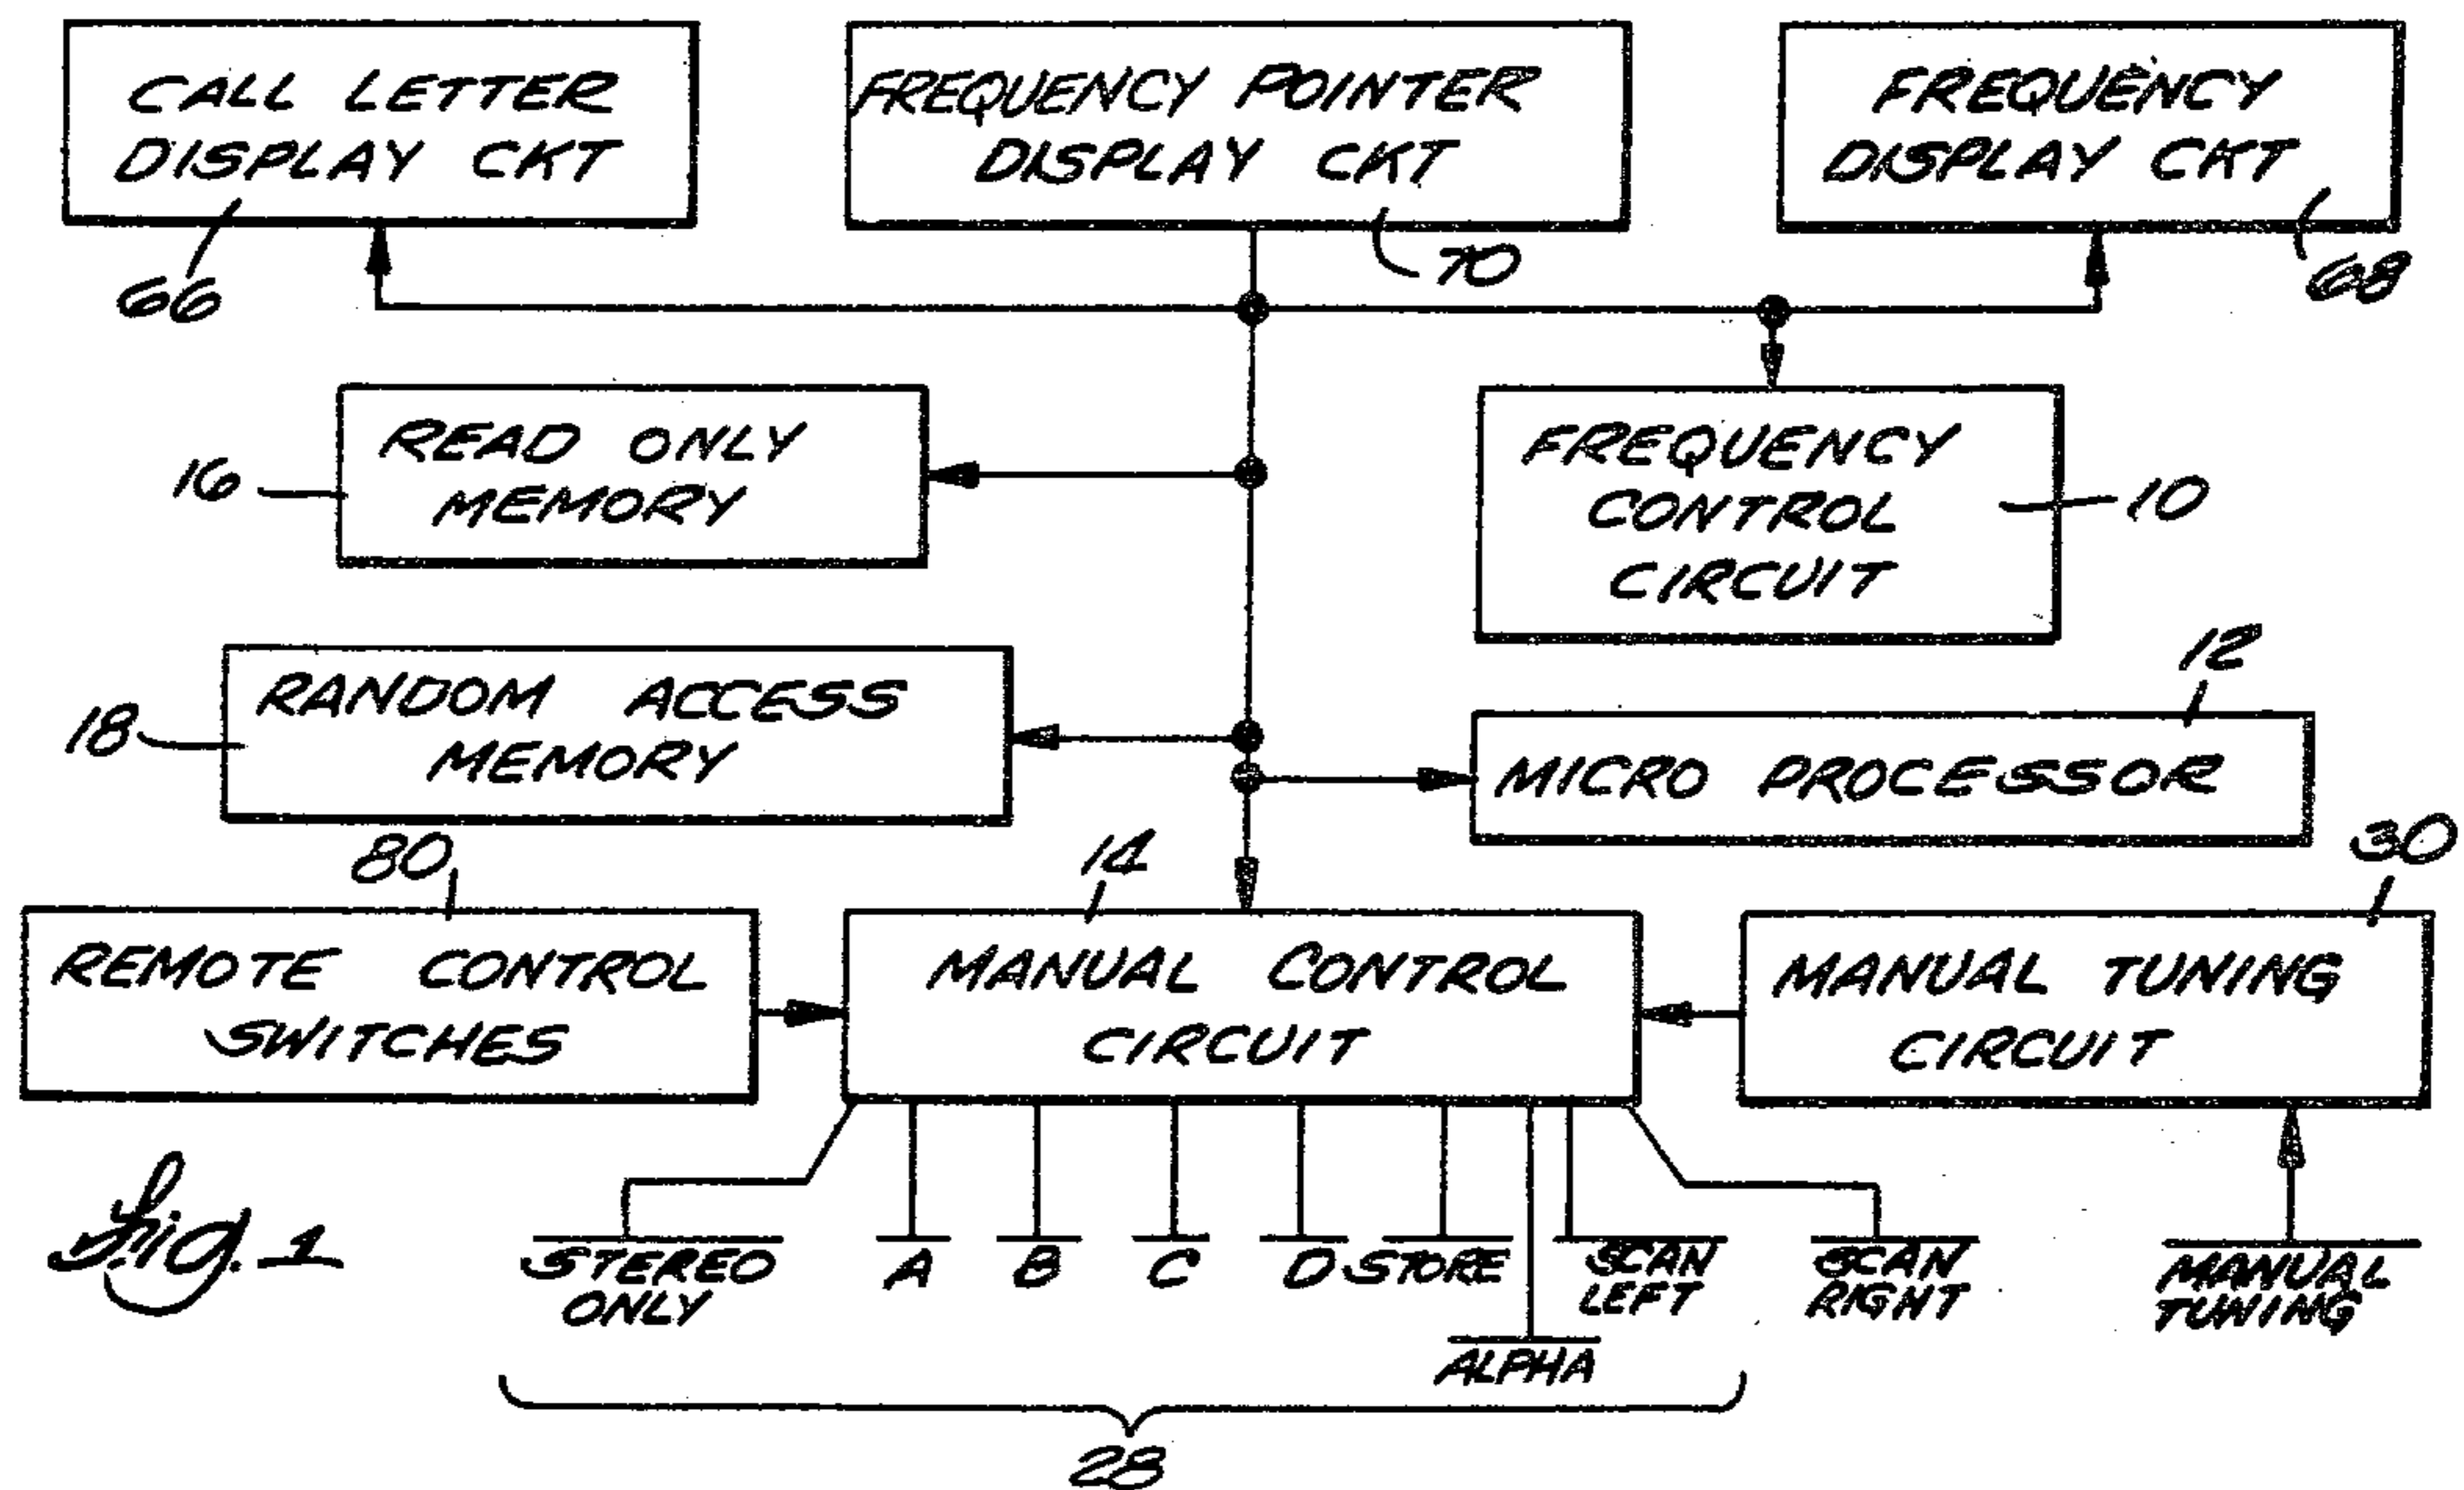 CALL LETTER
DISPLAY CKT
66
FREQUENCY POINTER
DISPLAY CKT
70
FREQUENCY
DISPLAY CKT
68
READ ONLY
MEMORY
16
FREQUENCY
CONTROL
CIRCUIT
10
RANDOM ACCESS
MEMORY
18
12
MICRO PROCESSOR
80
REMOTE CONTROL
SWITCHES
14
MANUAL CONTROL
CIRCUIT
30
MANUAL TUNING
CIRCUIT
Fig. 1
STEREO
ONLY
A
B
C
D
STORE
ALPHA
SCAN
LEFT
SCAN
RIGHT
MANUAL
TUNING
28